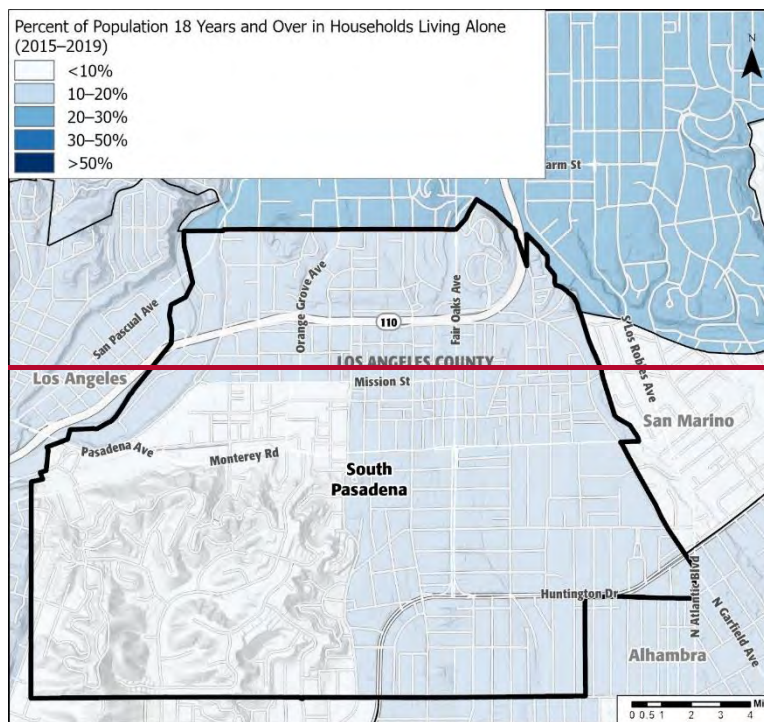 Percent of Population 18 Years and Over in Households Living Alone
(2015–2019)
<10%
10–20%
20–30%
30–50%
>50%
N
arm St
Orange Grove Ave
Fair Oaks Ave
San Pascual Ave
110
S Los Robles Ave
LOS ANGELES COUNTY
Los Angeles
Mission St
San Marino
Pasadena Ave
Monterey Rd
South
Pasadena
Huntington Dr
N Atlantic Blvd
N Garfield Ave
Alhambra
Mi
0 0.5 1 2 3 4